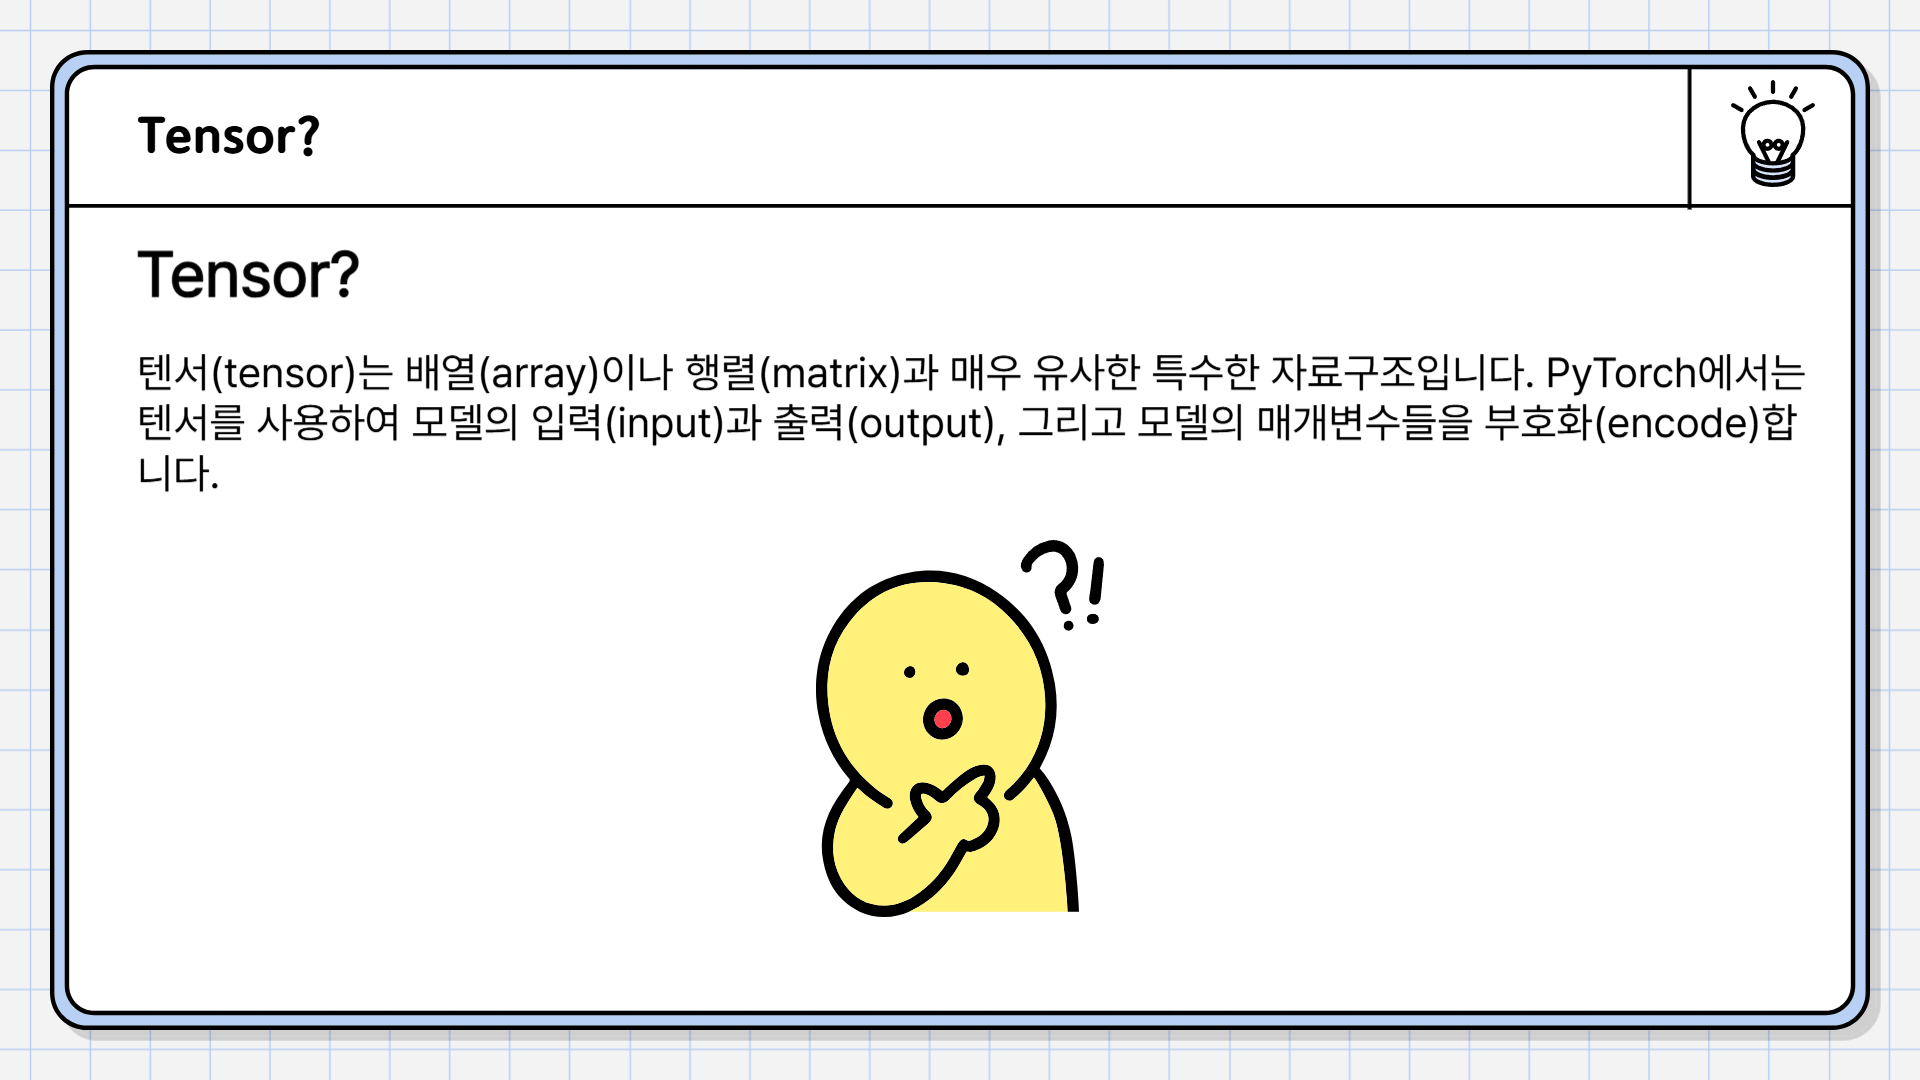 Tensor?
Tensor?
텐서(tensor)는 배열(array)이나 행렬(matrix)과 매우 유사한 특수한 자료구조입니다. PyTorch에서는
텐서를 사용하여 모델의 입력(input)과 출력(output), 그리고 모델의 매개변수들을 부호화(encode)합
니다.
?!